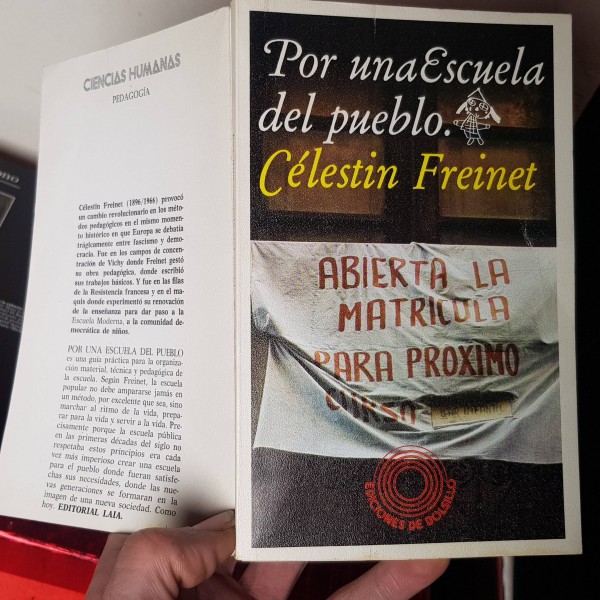 CIENCIAS HUMANAS
PEDAGOGÍA
Célestin Freinet (1896/1966) provocó
un cambio revolucionario en los méto-
dos pedagógicos en el mismo momen-
to histórico en que Europa se debatía
trágicamente entre fascismo y demo-
cracia. Fue en los campos de concen-
tración de Vichy donde Freinet gestó
su obra pedagógica, donde escribió
sus trabajos básicos. Y fue en las filas
de la Resistencia francesa y en el ma-
quis donde experimentó su renovación
de la enseñanza para dar paso a la
Escuela Moderna, a la comunidad de-
mocrática de niños.
POR UNA ESCUELA DEL PUEBLO
es una guía práctica para la organiza-
ción material, técnica y pedagógica de
la escuela. Según Freinet, la escuela
popular no debe ampararse jamás en
un método, por excelente que sea, sino
marchar al ritmo de la vida, prepa-
rar para la vida y servir a la vida. Pre-
cisamente porque la escuela pública
en las primeras décadas del siglo no
respetaba estos principios era cada
vez más imperioso crear una escuela
para el pueblo donde fueran satisfe-
chas sus necesidades, donde las nue-
vas generaciones se formaran en la
imagen de una nueva sociedad. Como
hoy. EDITORIAL LAIA.
Por una Escuela
del pueblo.
Célestin Freinet
ABIERTA LA
MATRICULA
PARA PROXIMO
CURSO
EDICIONES DE BOLSILLO